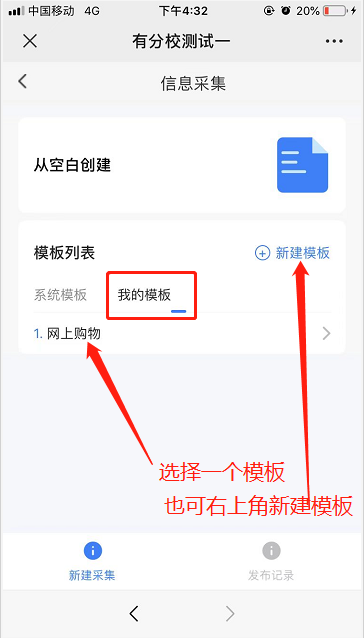 中国移动 4G 下午4:32 20%
有分校测试一
信息采集
从空白创建
模板列表 新建模板
系统模板 我的模板
1. 网上购物
选择一个模板
也可右上角新建模板
新建采集 发布记录